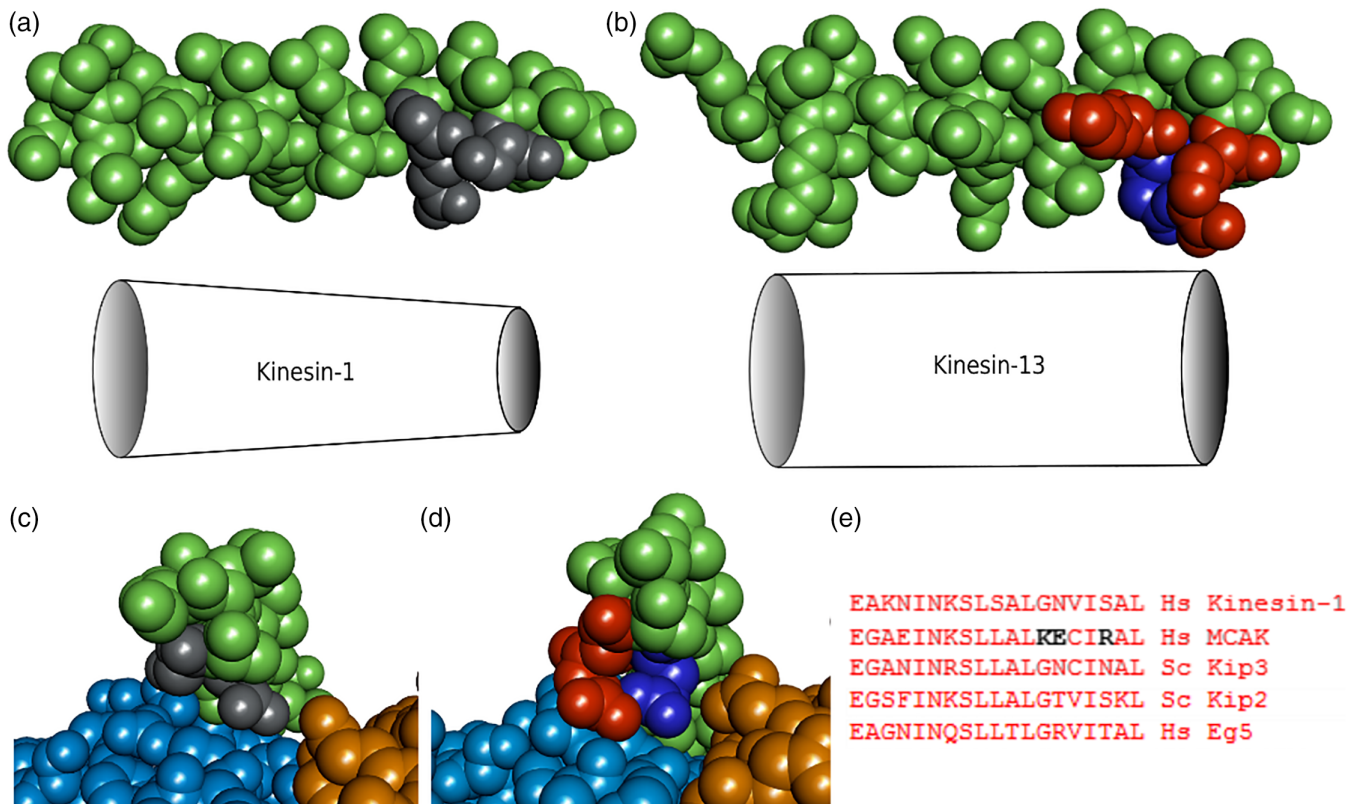 (a)
(b)
Kinesin-1
Kinesin-13
(c)
(d)
(e)
EAKNINKSLSALGNVISAL Hs Kinesin-1
EGAEINKSLLALKECIRAL Hs MCAK
EGANINRSLLALGNCINAL Sc Kip3
EGSFINKSLLALGTVISKL Sc Kip2
EAGNINQSLLTLGRVITAL Hs Eg5